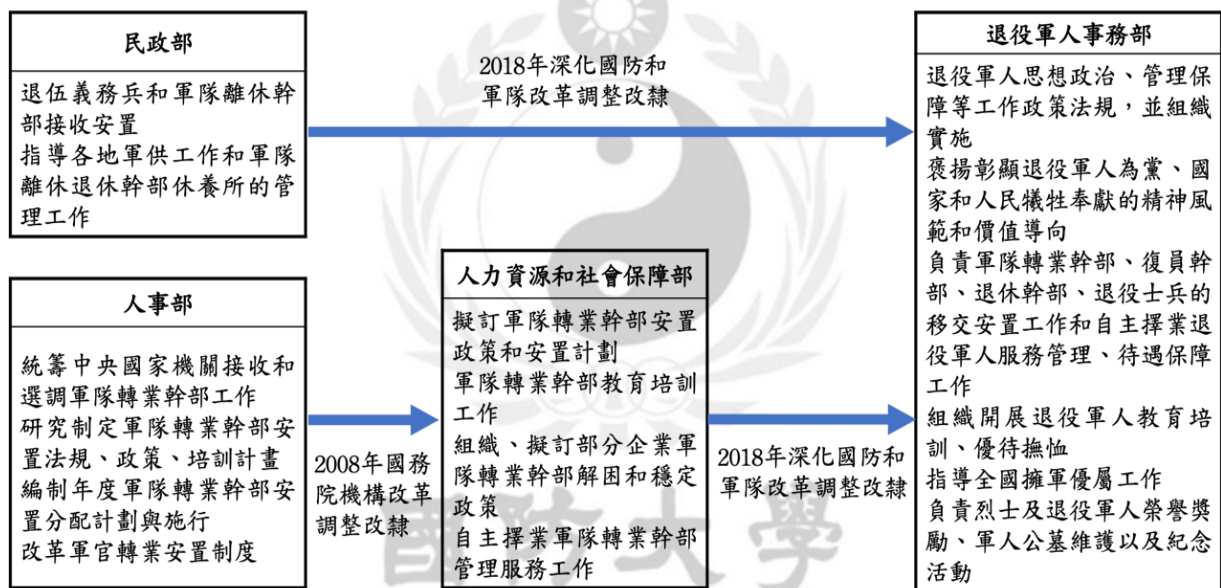 民政部
退伍義務兵和軍隊離休幹
部接收安置
指導各地軍供工作和軍隊
離休退休幹部休養所的管
理工作
2018年深化國防和
軍隊改革調整改隸
人事部
統籌中央國家機關接收和
選調軍隊轉業幹部工作
研究制定軍隊轉業幹部安
置法規、政策、培訓計畫
編制年度軍隊轉業幹部安
置分配計劃與施行
改革軍官轉業安置制度
2008年國務
院機構改革
調整改隸
人力資源和社會保障部
擬訂軍隊轉業幹部安置
政策和安置計劃
軍隊轉業幹部教育培訓
工作
組織、擬訂部分企業軍
隊轉業幹部解困和穩定
政策
自主擇業軍隊轉業幹部
管理服務工作
2018年深化國防和
軍隊改革調整改隸
退役軍人事務部
退役軍人思想政治、管理保
障等工作政策法規，並組織
實施
褒揚彰顯退役軍人為黨、國
家和人民犧牲奉獻的精神風
範和價值導向
負責軍隊轉業幹部、復員幹
部、退休幹部、退役士兵的
移交安置工作和自主擇業退
役軍人服務管理、待遇保障
工作
組織開展退役軍人教育培
訓、優待撫恤
指導全國擁軍優屬工作
負責烈士及退役軍人榮譽獎
勵、軍人公墓維護以及紀念
活動
國防大學